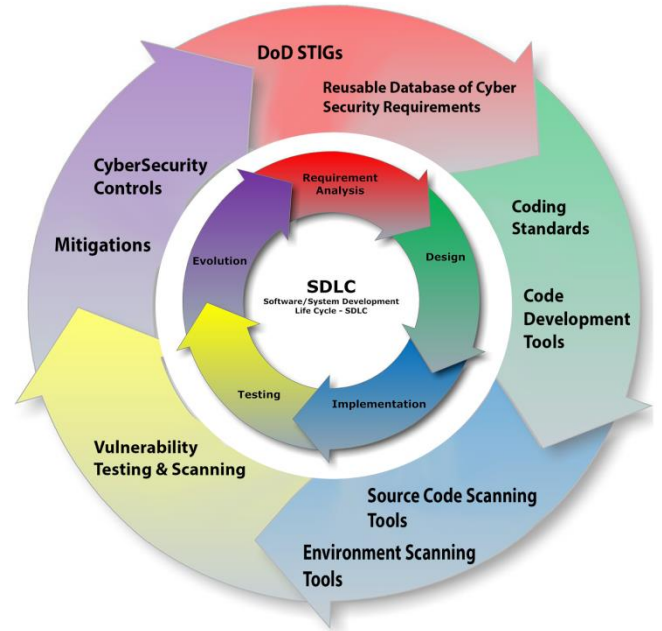 DoD STIGs
Reusable Database of Cyber
Security Requirements
Coding
Standards
Code
Development
Tools
Source Code Scanning
Tools
Environment Scanning
Tools
Vulnerability
Testing & Scanning
Mitigations
CyberSecurity
Controls
Requirement
Analysis
Design
Implementation
Testing
Evolution
SDLC
Software/System Development
Life Cycle - SDLC